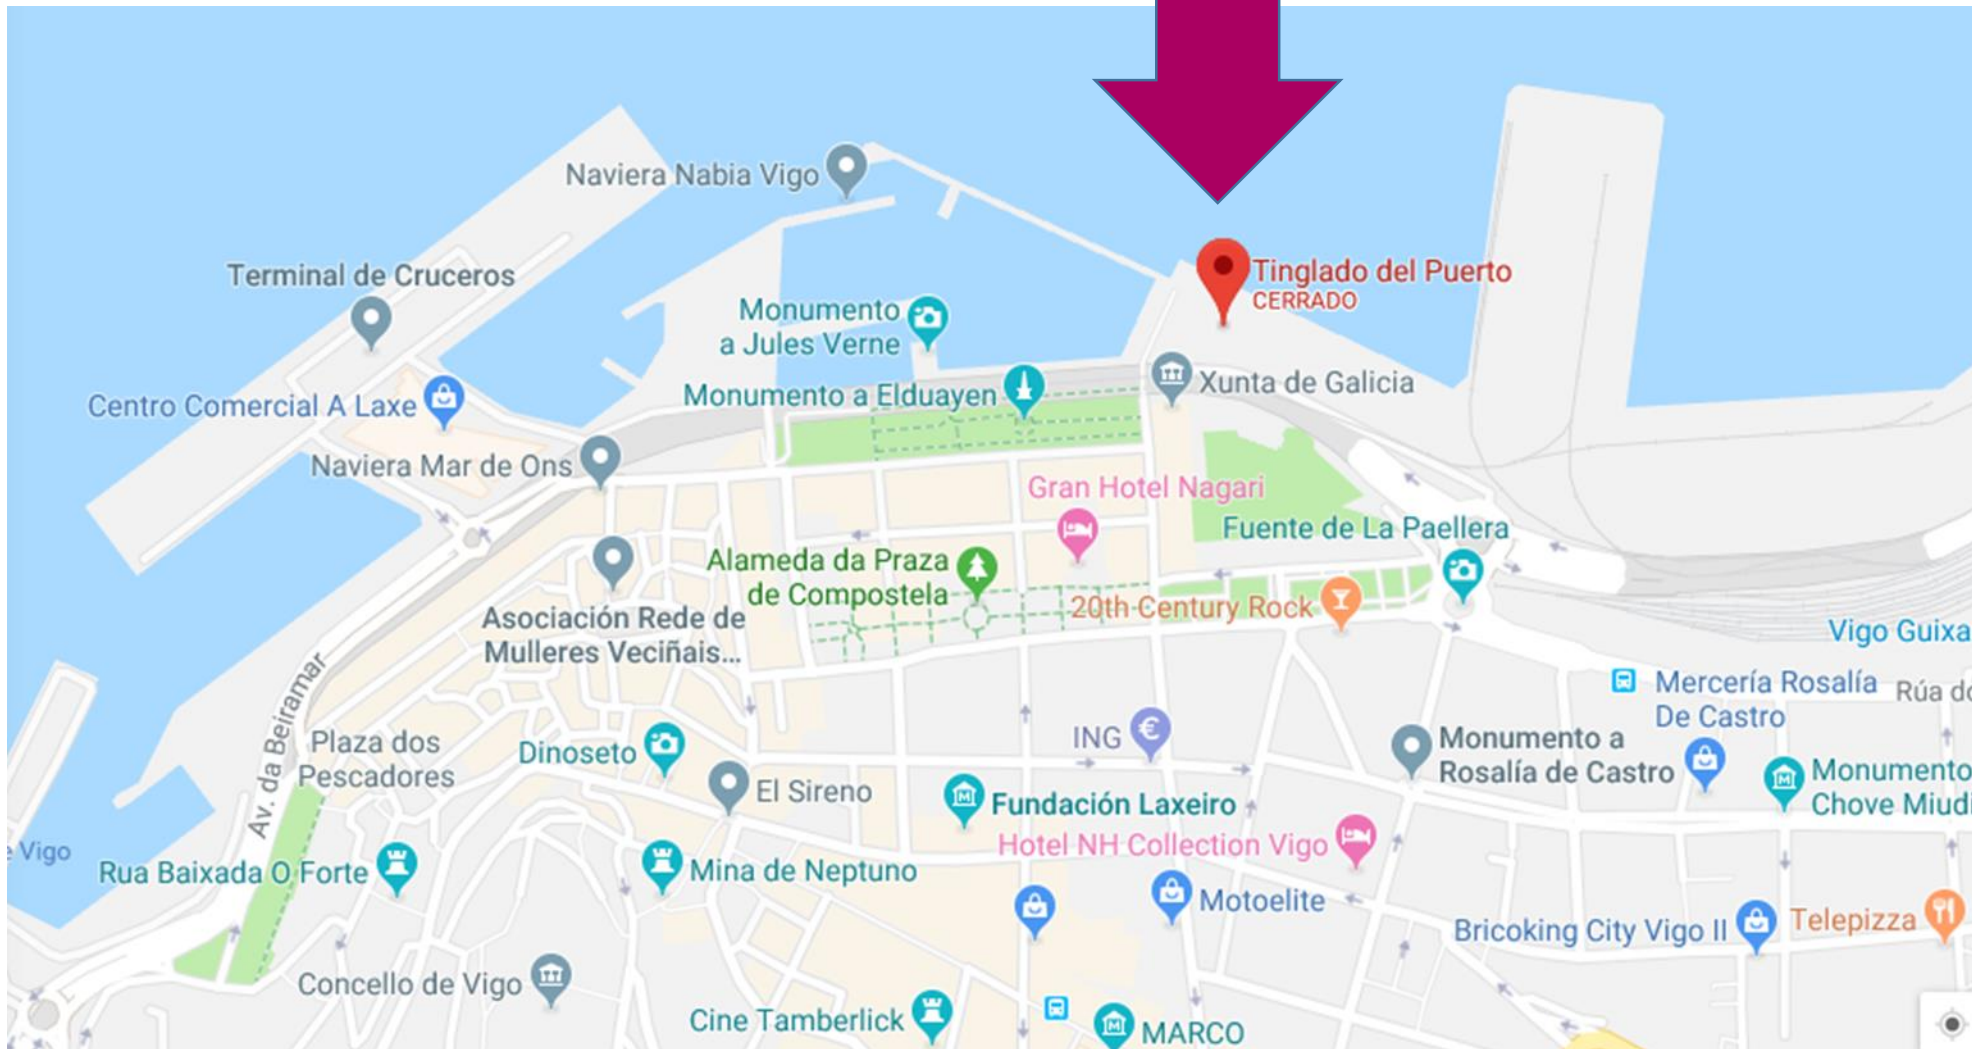 Naviera Nabia Vigo
Terminal de Cruceros
Tinglado del Puerto
CERRADO
Monumento
a Jules Verne
Centro Comercial A Laxe
Monumento a Elduayen
Xunta de Galicia
Naviera Mar de Ons
Gran Hotel Nagari
Fuente de La Paellera
Alameda da Praza
de Compostela
20th Century Rock
Asociación Rede de
Mulleres Veciñais...
Vigo Guixa
Av. da Beiramar
Mercería Rosalía
De Castro
Rúa do
Plaza dos
Pescadores
Dinoseto
ING
Monumento a
Rosalía de Castro
Monumento
Chove Miudi
El Sireno
Fundación Laxeiro
Hotel NH Collection Vigo
Vigo
Rua Baixada O Forte
Mina de Neptuno
Motoelite
Bricoking City Vigo II
Telepizza
Concello de Vigo
Cine Tamberlick
MARCO